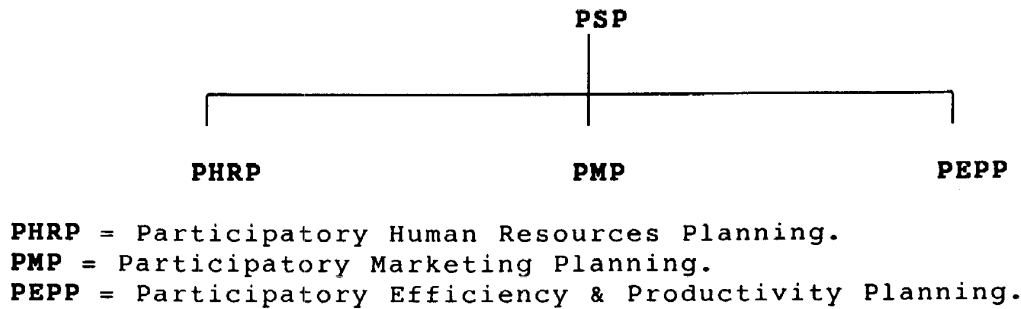 PSP
PHRP PMP PEPP
PHRP = Participatory Human Resources Planning.
PMP = Participatory Marketing Planning.
PEPP = Participatory Efficiency & Productivity Planning.